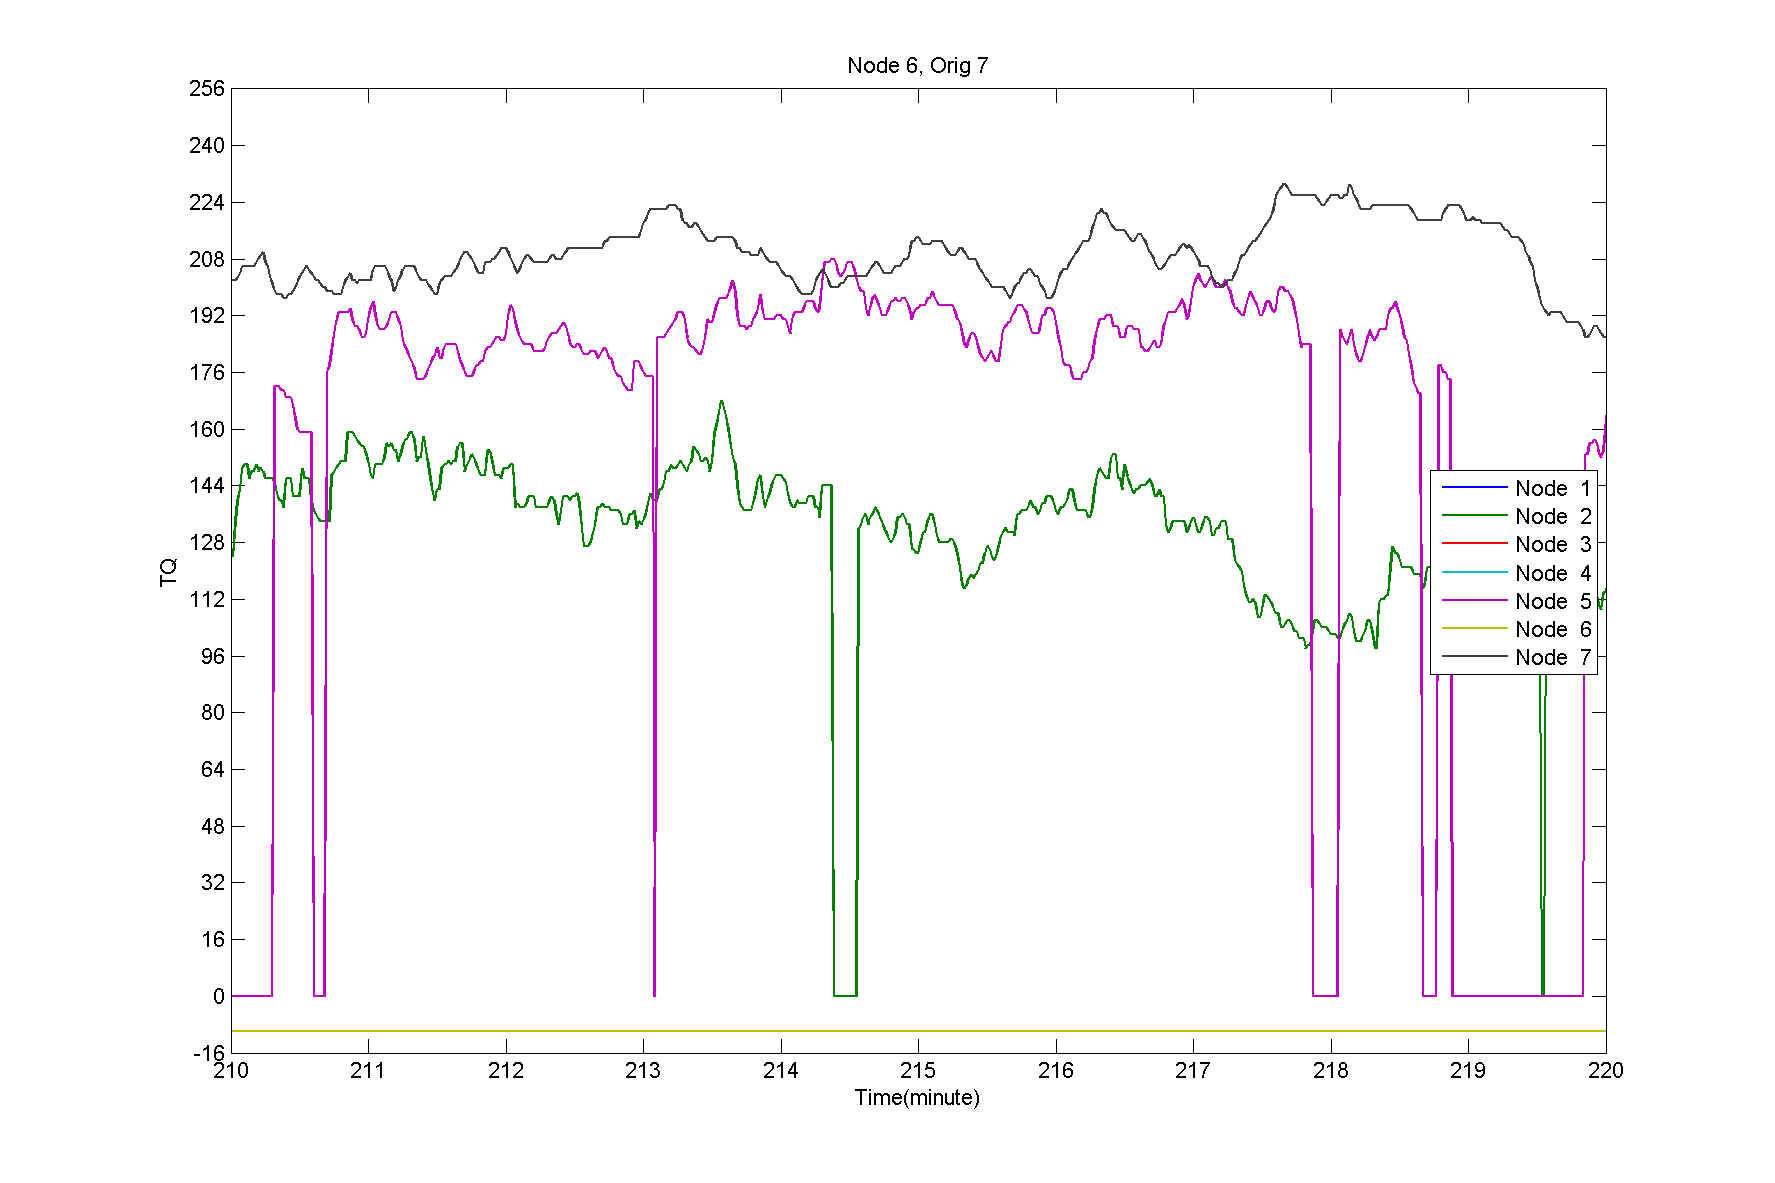 Node 6, Orig 7
256
240
224
208
192
176
160
144
128
112
96
80
64
48
32
16
0
-16
TQ
210 211 212 213 214 215 216 217 218 219 220
Time(minute)
Node 1
Node 2
Node 3
Node 4
Node 5
Node 6
Node 7